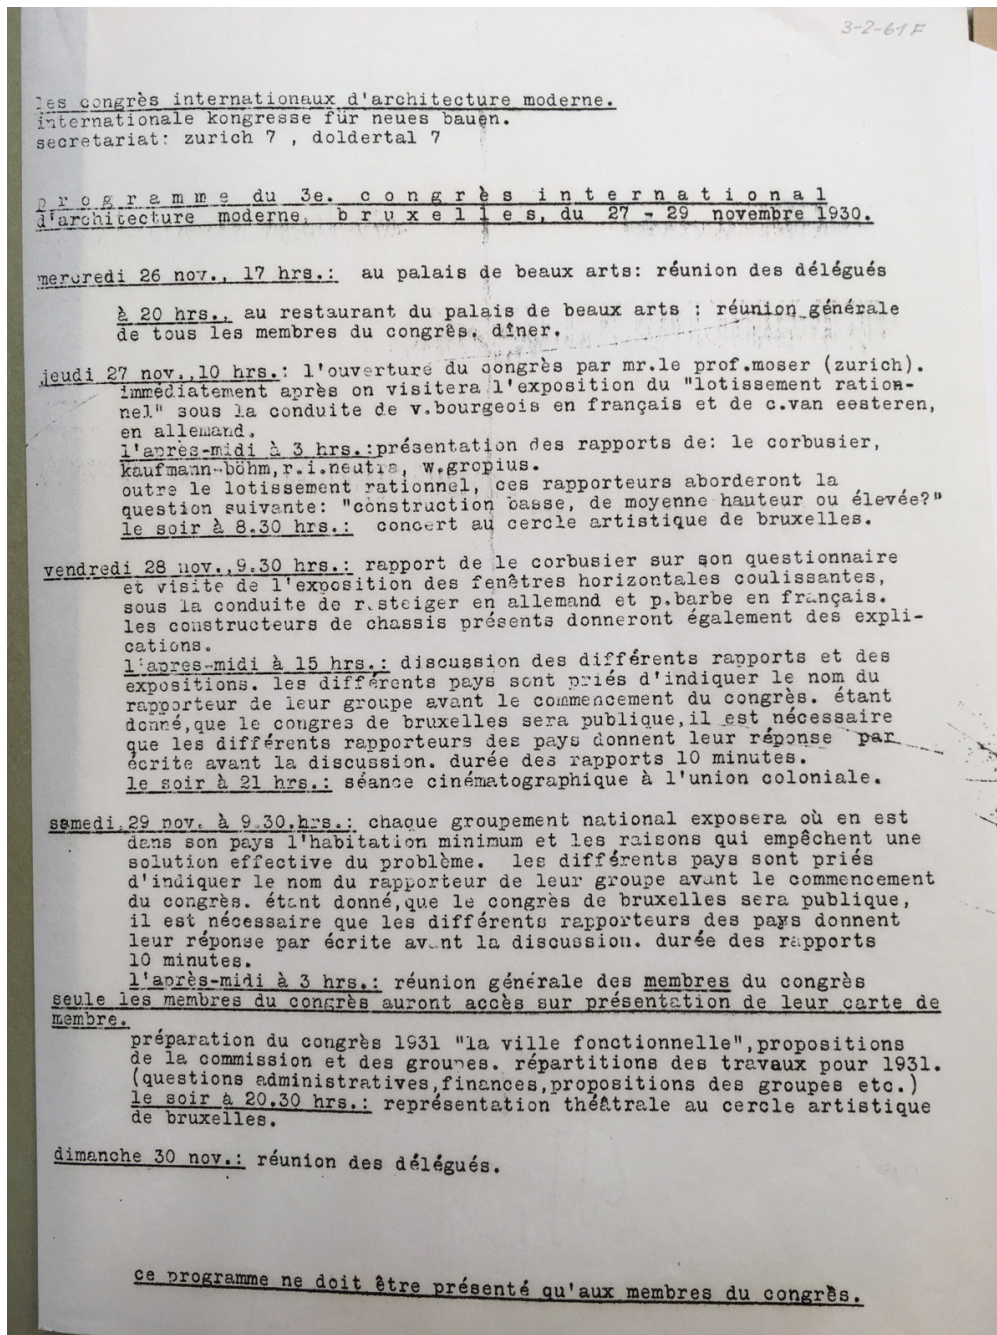 3-2-61 F
les congrès internationaux d'architecture moderne.
internationale kongresse für neues bauen.
secretariat: zurich 7 , doldertal 7
programme du 3e. congrès international
d'architecture moderne, bruxelles, du 27 - 29 novembre 1930.
mercredi 26 nov., 17 hrs.: au palais de beaux arts: réunion des délégués
à 20 hrs., au restaurant du palais de beaux arts : réunion générale
de tous les membres du congrès, dîner.
jeudi 27 nov.,10 hrs.: l'ouverture du congrès par mr.le prof.moser (zurich).
immédiatement après on visitera l'exposition du "lotissement ration-
nel" sous la conduite de v.bourgeois en français et de c.van eesteren,
en allemand,
l'après-midi à 3 hrs.:présentation des rapports de: le corbusier,
kaufmann-böhm,r.i.neutra, w.gropius.
outre le lotissement rationnel, ces rapporteurs aborderont la
question suivante: "construction basse, de moyenne hauteur ou élevée?"
le soir à 8.30 hrs.: concert au cercle artistique de bruxelles.
vendredi 28 nov.,9.30 hrs.: rapport de le corbusier sur son questionnaire
et visite de l'exposition des fenêtres horizontales coulissantes,
sous la conduite de r.steiger en allemand et p.barbe en français.
les constructeurs de chassis présents donneront également des expli-
cations.
l'apres-midi à 15 hrs.: discussion des différents rapports et des
expositions. les différents pays sont priés d'indiquer le nom du
rapporteur de leur groupe avant le commencement du congrès. étant
donné,que le congres de bruxelles sera publique,il est nécessaire
que les différents rapporteurs des pays donnent leur réponse par
écrite avant la discussion. durée des rapports 10 minutes.
le soir à 21 hrs.: séance cinématographique à l'union coloniale.
samedi,29 nov. à 9.30.hrs.: chaque groupement national exposera où en est
dans son pays l'habitation minimum et les raisons qui empêchent une
solution effective du problème. les différents pays sont priés
d'indiquer le nom du rapporteur de leur groupe avant le commencement
du congrès. étant donné,que le congrès de bruxelles sera publique,
il est nécessaire que les différents rapporteurs des pays donnent
leur réponse par écrite avant la discussion. durée des rapports
10 minutes.
l'après-midi à 3 hrs.: réunion générale des membres du congrès
seule les membres du congrès auront accès sur présentation de leur carte de
membre.
préparation du congrès 1931 "la ville fonctionnelle",propositions
de la commission et des groupes. répartitions des travaux pour 1931.
(questions administratives,finances,propositions des groupes etc.)
le soir à 20.30 hrs.: représentation théâtrale au cercle artistique
de bruxelles.
dimanche 30 nov.: réunion des délégués.
ce programme ne doit être présenté qu'aux membres du congrès.